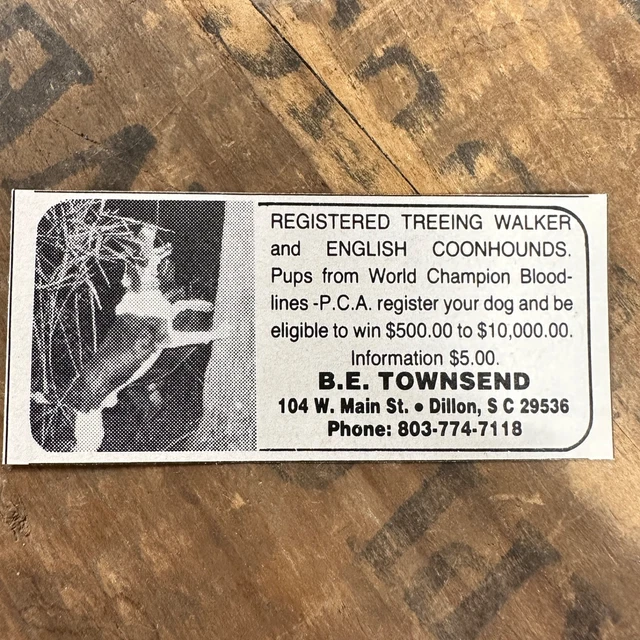 REGISTERED TREEING WALKER
and ENGLISH COONHOUNDS.
Pups from World Champion Blood-
lines -P.C.A. register your dog and be
eligible to win $500.00 to $10,000.00.
Information $5.00.
B.E. TOWNSEND
104 W. Main St. • Dillon, S C 29536
Phone: 803-774-7118